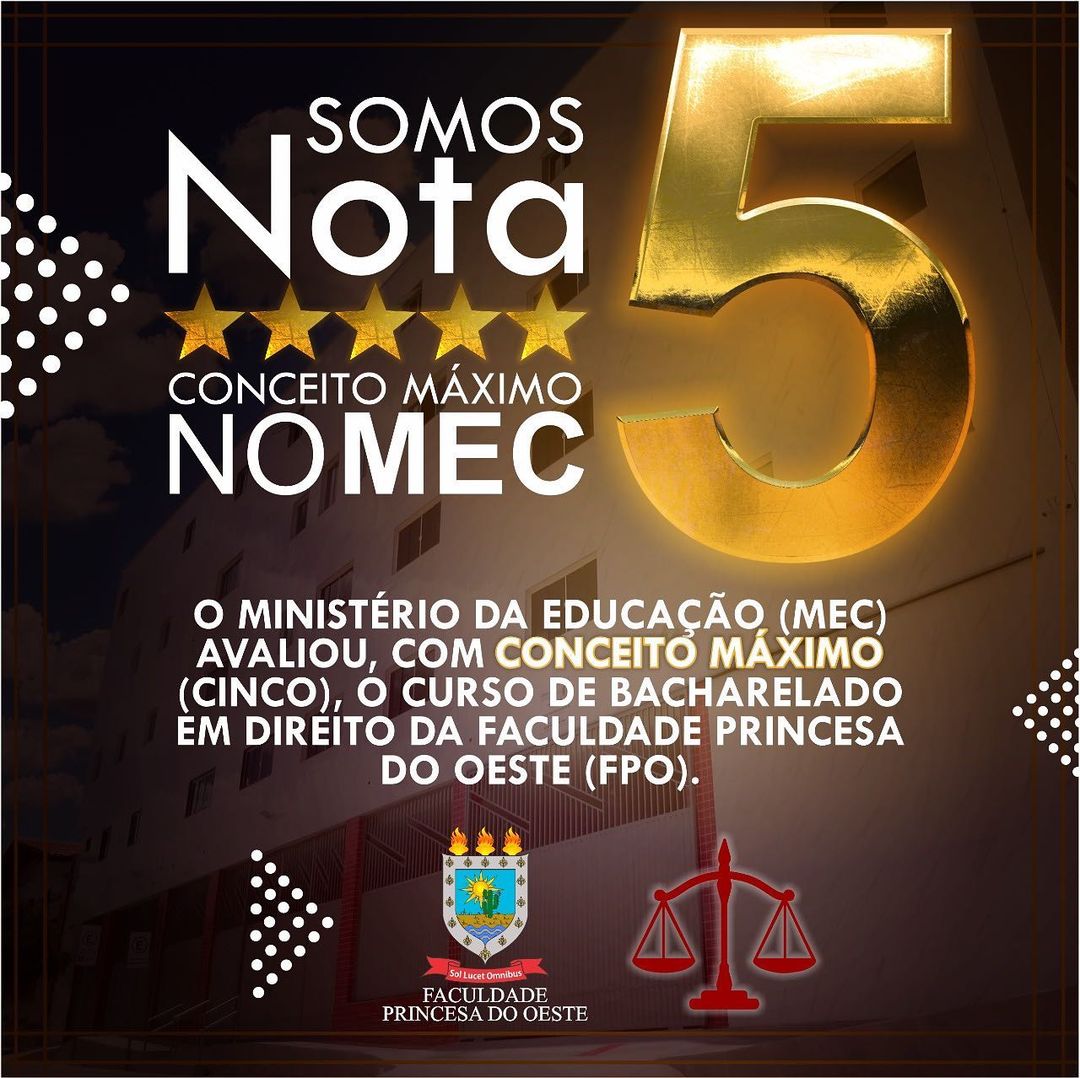 SOMOS
Nota
5
CONCEITO MÁXIMO
NO MEC
O MINISTÉRIO DA EDUCAÇÃO (MEC)
AVALIOU, COM CONCEITO MÁXIMO
(CINCO), O CURSO DE BACHARELADO
EM DIREITO DA FACULDADE PRINCESA
DO OESTE (FPO).
Sol Lucet Omnibus
FACULDADE
PRINCESA DO OESTE